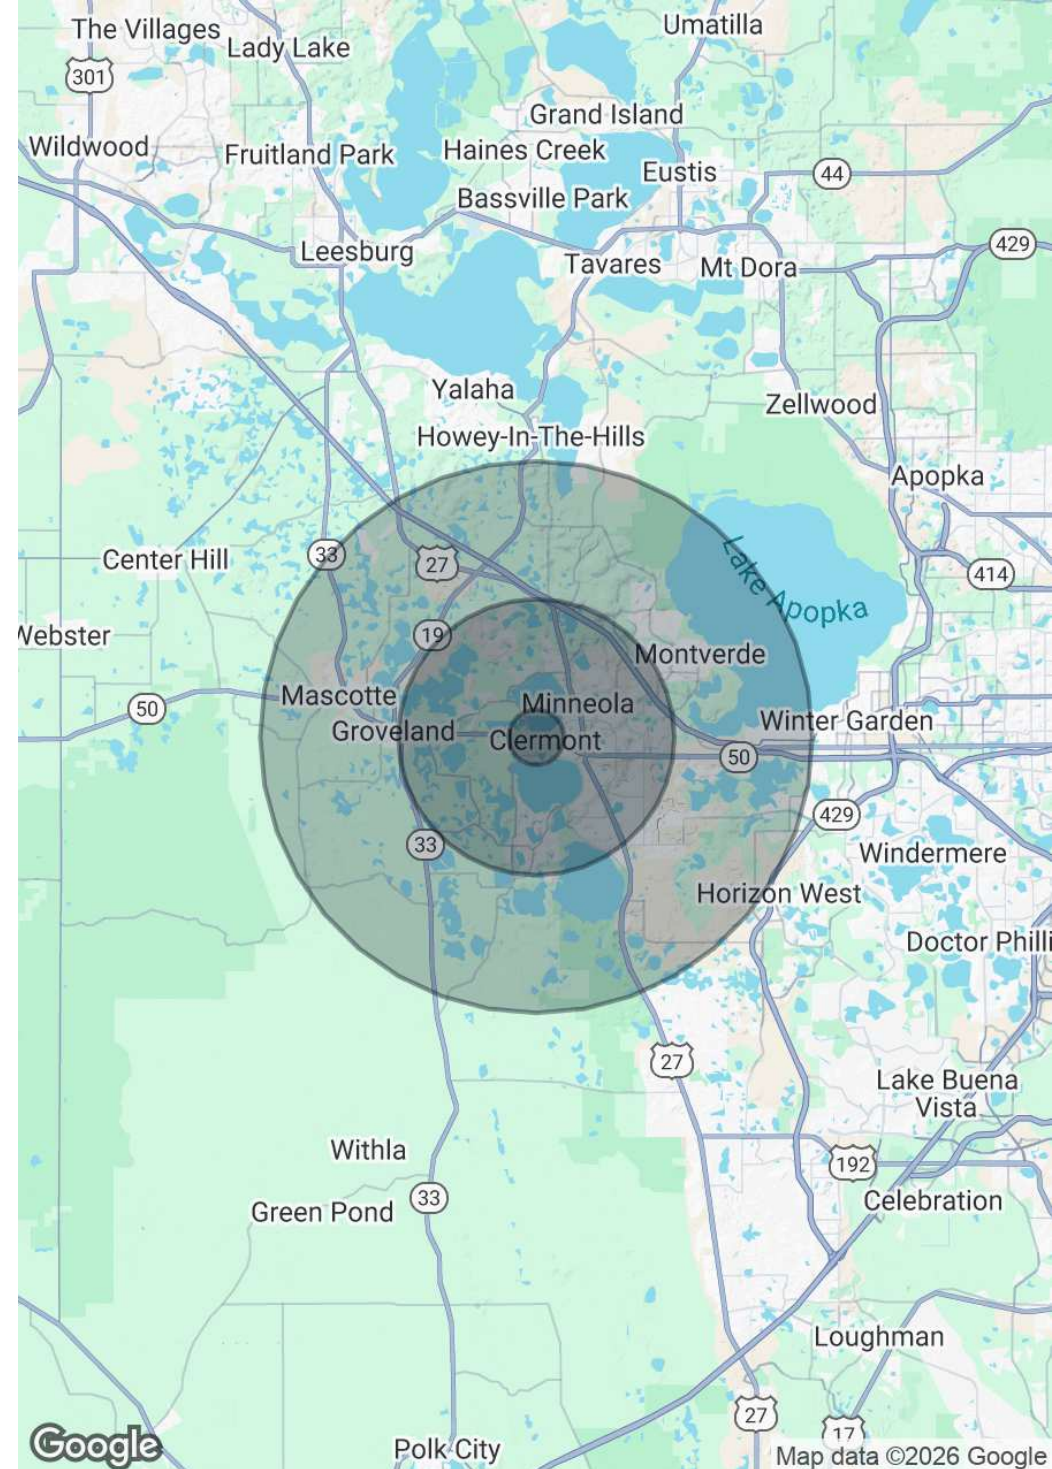 The Villages
Umatilla
Lady Lake
301
Grand Island
Wildwood
Fruitland Park
Haines Creek
Eustis
44
Bassville Park
Leesburg
429
Tavares
Mt Dora
Yalaha
Zellwood
Howey-In-The-Hills
Apopka
Center Hill
33
27
414
Lake Apopka
Webster
19
Montverde
Mascotte
50
Minneola
Winter Garden
Groveland
Clermont
50
429
33
Windermere
Horizon West
Doctor Philli
27
Lake Buena
Vista
Withla
192
33
Celebration
Green Pond
Loughman
27
17
Google
Polk City
Map data ©2026 Google